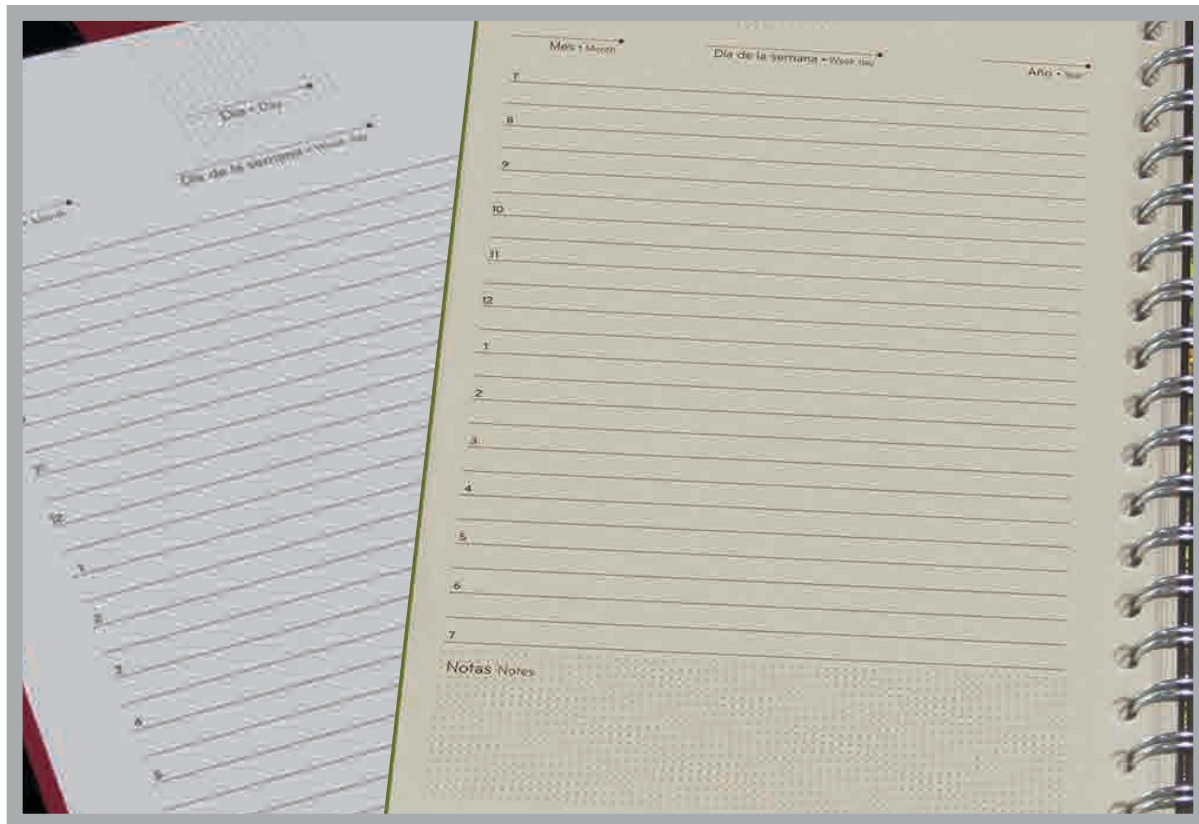 Día • Day
Día de la semana • Week day
• Month
7
12
1
3
4
5
Mes • Month
Día de la semana • Week day
Año • Year
7
8
9
10
11
12
1
2
3
4
5
6
7
Notas Notes